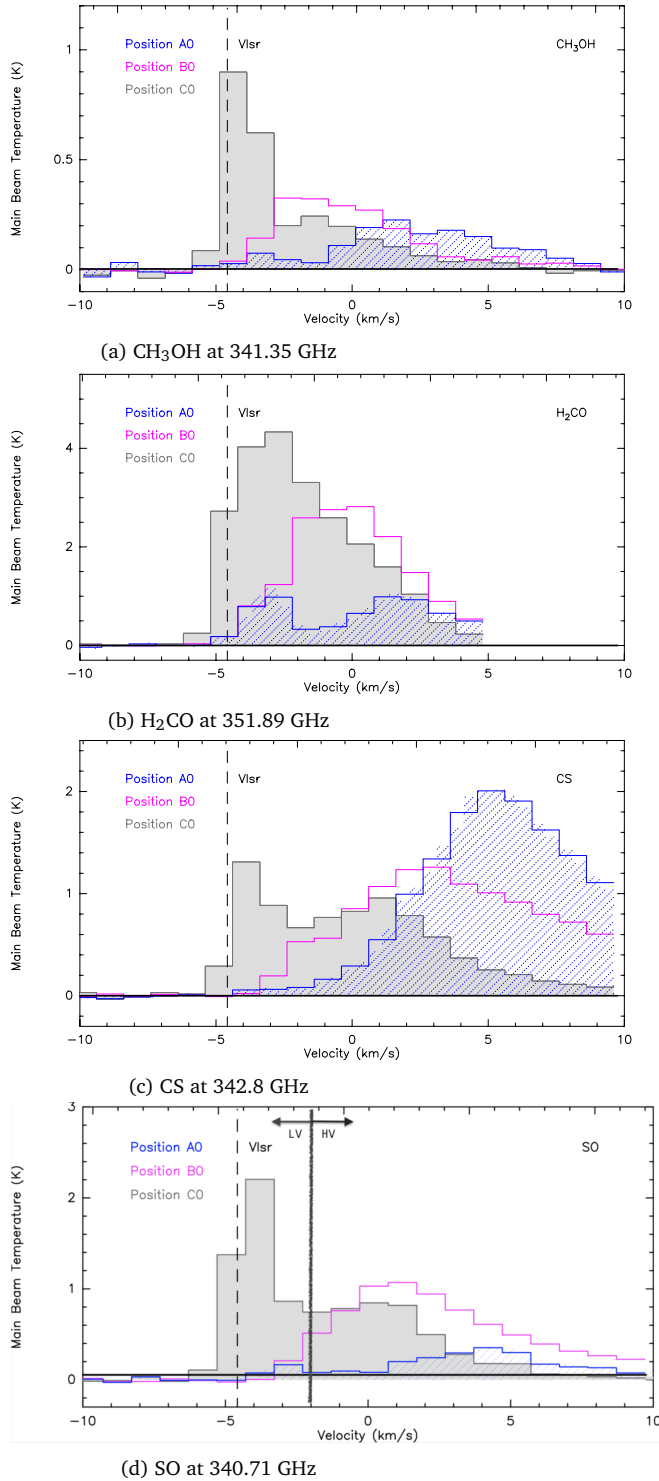 Main Beam Temperature (K)
1
0.5
0
Position A0
Position B0
Position C0
Vlsr
CH₃OH
−10 −5 0 5 10
Velocity (km/s)
(a) CH₃OH at 341.35 GHz
Main Beam Temperature (K)
4
2
0
Position A0
Position B0
Position C0
Vlsr
H₂CO
−10 −5 0 5 10
Velocity (km/s)
(b) H₂CO at 351.89 GHz
Main Beam Temperature (K)
2
1
0
Position A0
Position B0
Position C0
Vlsr
CS
−10 −5 0 5 10
Velocity (km/s)
(c) CS at 342.8 GHz
Main Beam Temperature (K)
3
2
1
0
Position A0
Position B0
Position C0
Vlsr
LV HV
SO
−10 −5 0 5 10
Velocity (km/s)
(d) SO at 340.71 GHz